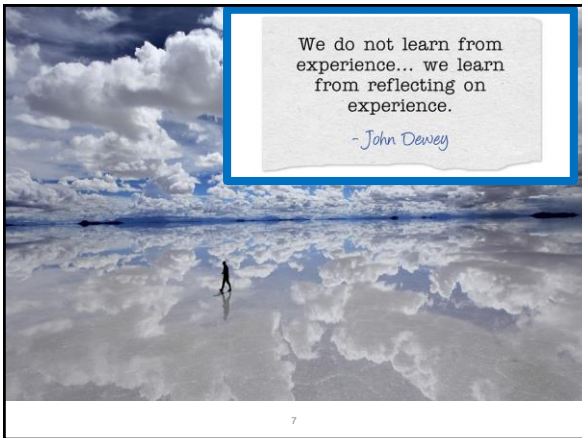 We do not learn from
experience... we learn
from reflecting on
experience.
- John Dewey
7